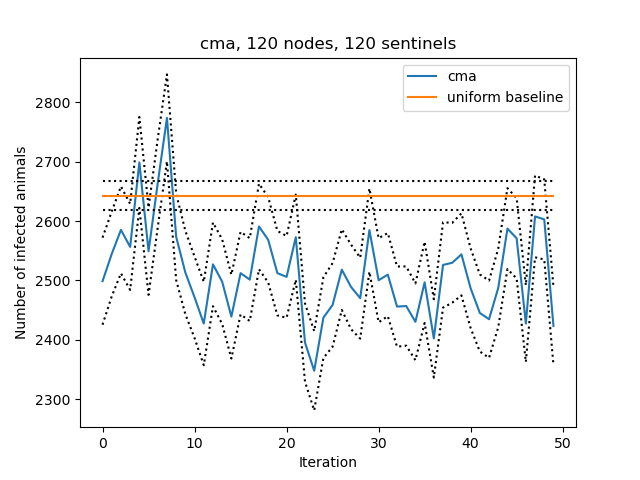 cma, 120 nodes, 120 sentinels
cma
uniform baseline
Number of infected animals
2800
2700
2600
2500
2400
2300
0 10 20 30 40 50
Iteration